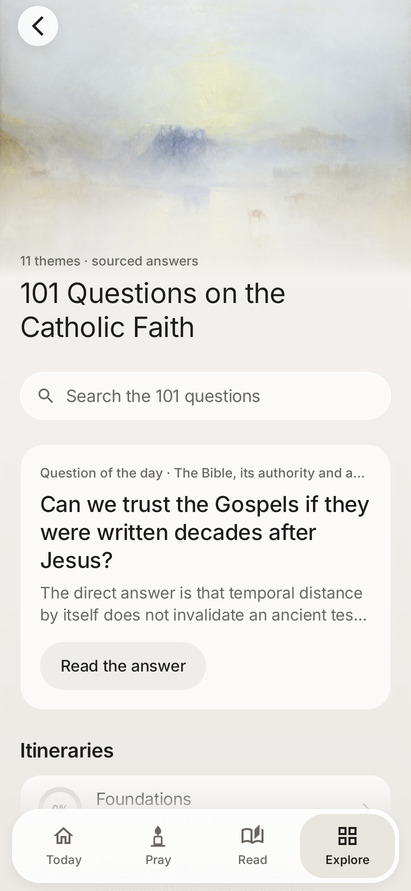 11 themes · sourced answers
101 Questions on the
Catholic Faith
Search the 101 questions
Question of the day · The Bible, its authority and a...
Can we trust the Gospels if they
were written decades after
Jesus?
The direct answer is that temporal distance
by itself does not invalidate an ancient tes...
Read the answer
Itineraries
0%
Foundations
Today
Pray
Read
Explore